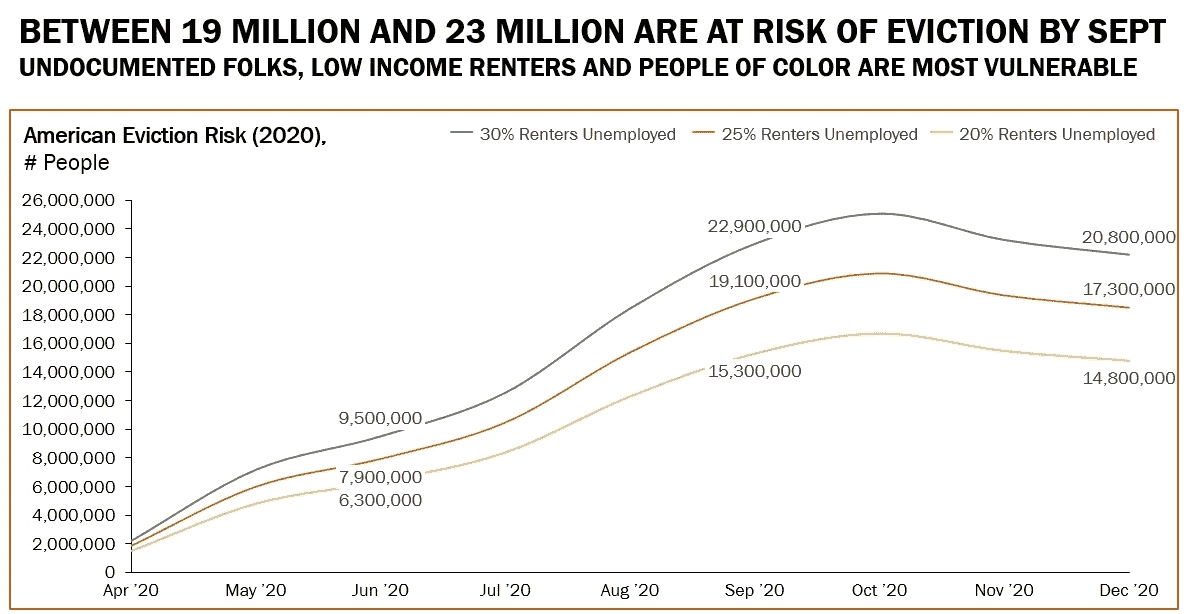 BETWEEN 19 MILLION AND 23 MILLION ARE AT RISK OF EVICTION BY SEPT
UNDOCUMENTED FOLKS, LOW INCOME RENTERS AND PEOPLE OF COLOR ARE MOST VULNERABLE
American Eviction Risk (2020),
# People
30% Renters Unemployed
25% Renters Unemployed
20% Renters Unemployed
26,000,000
24,000,000
22,000,000
20,000,000
18,000,000
16,000,000
14,000,000
12,000,000
10,000,000
8,000,000
6,000,000
4,000,000
2,000,000
0
22,900,000
20,800,000
19,100,000
17,300,000
15,300,000
14,800,000
9,500,000
7,900,000
6,300,000
Apr '20
May '20
Jun '20
Jul '20
Aug '20
Sep '20
Oct '20
Nov '20
Dec '20